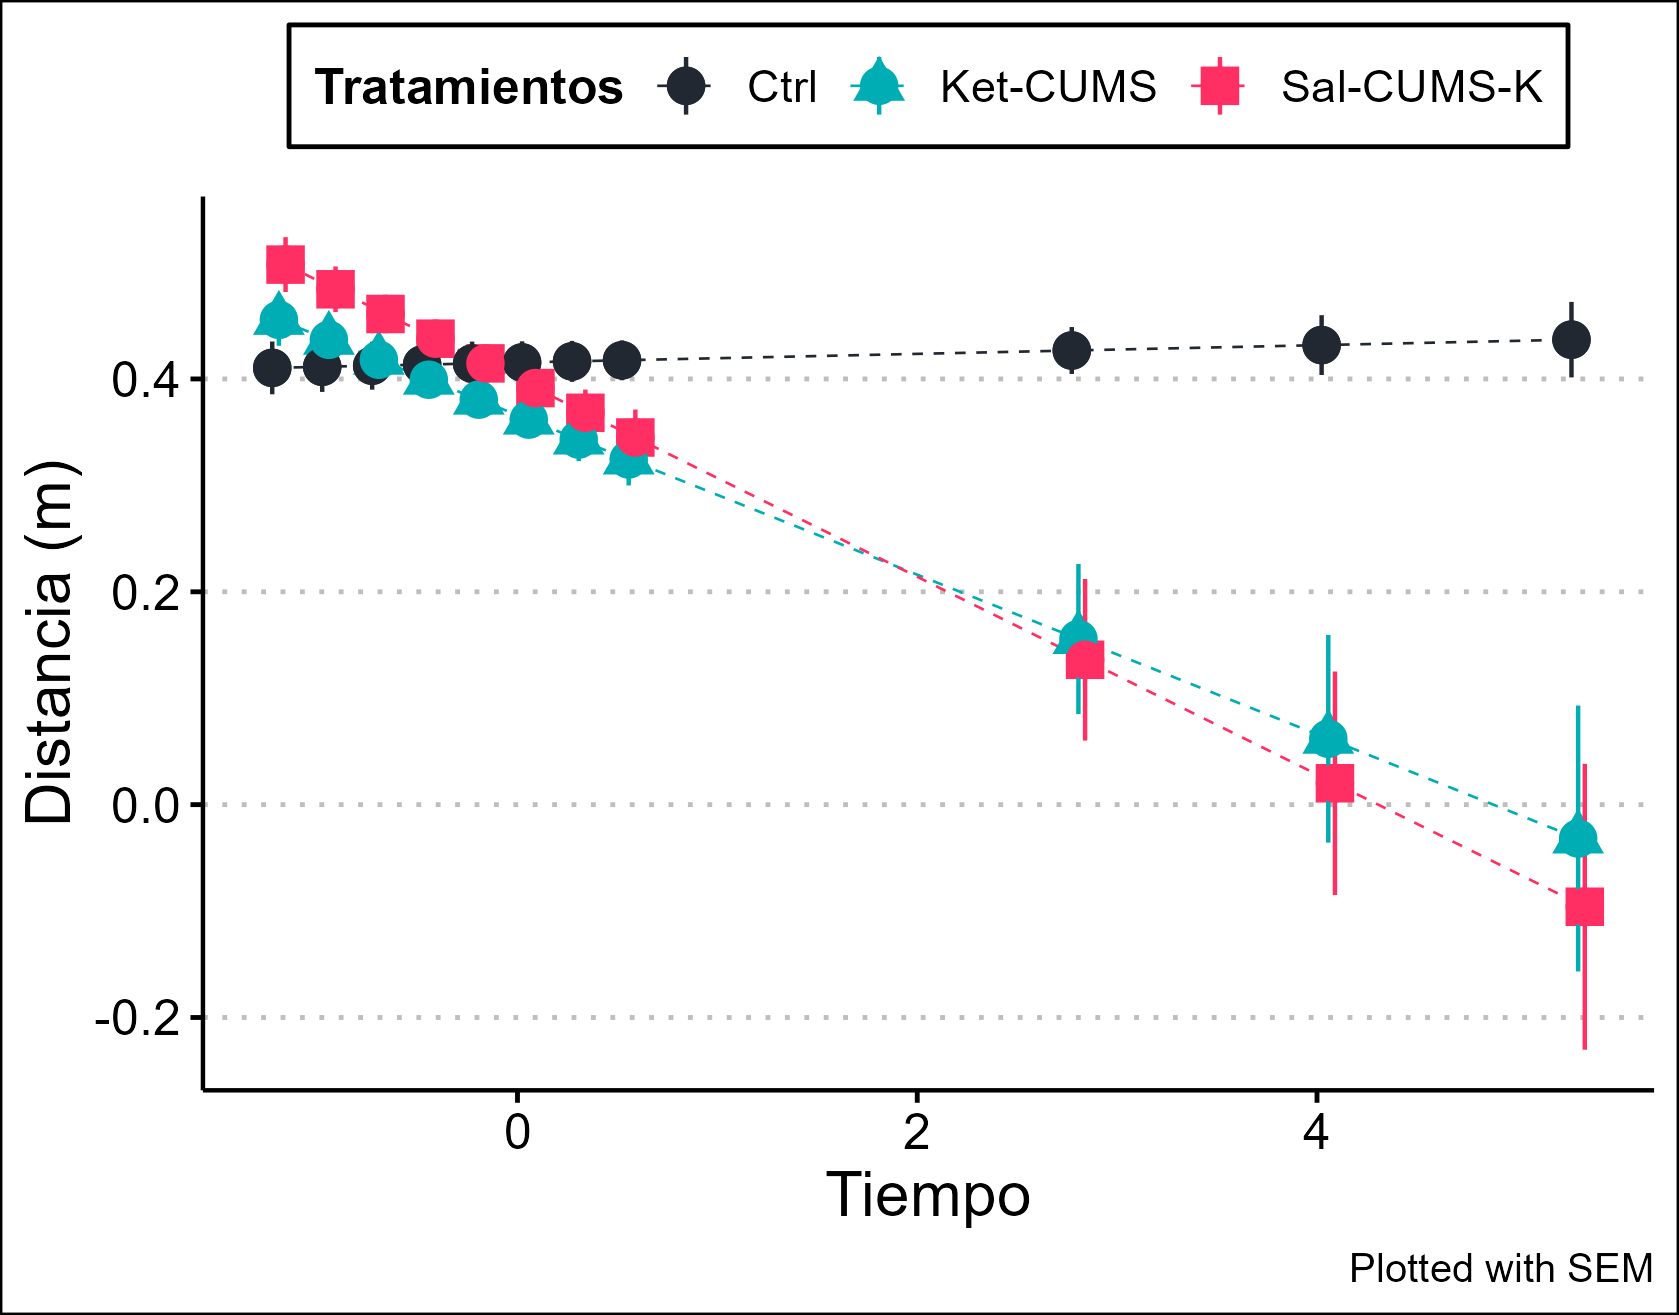 Tratamientos Ctrl Ket-CUMS Sal-CUMS-K
Distancia (m)
0.4
0.2
0.0
-0.2
0 2 4
Tiempo
Plotted with SEM